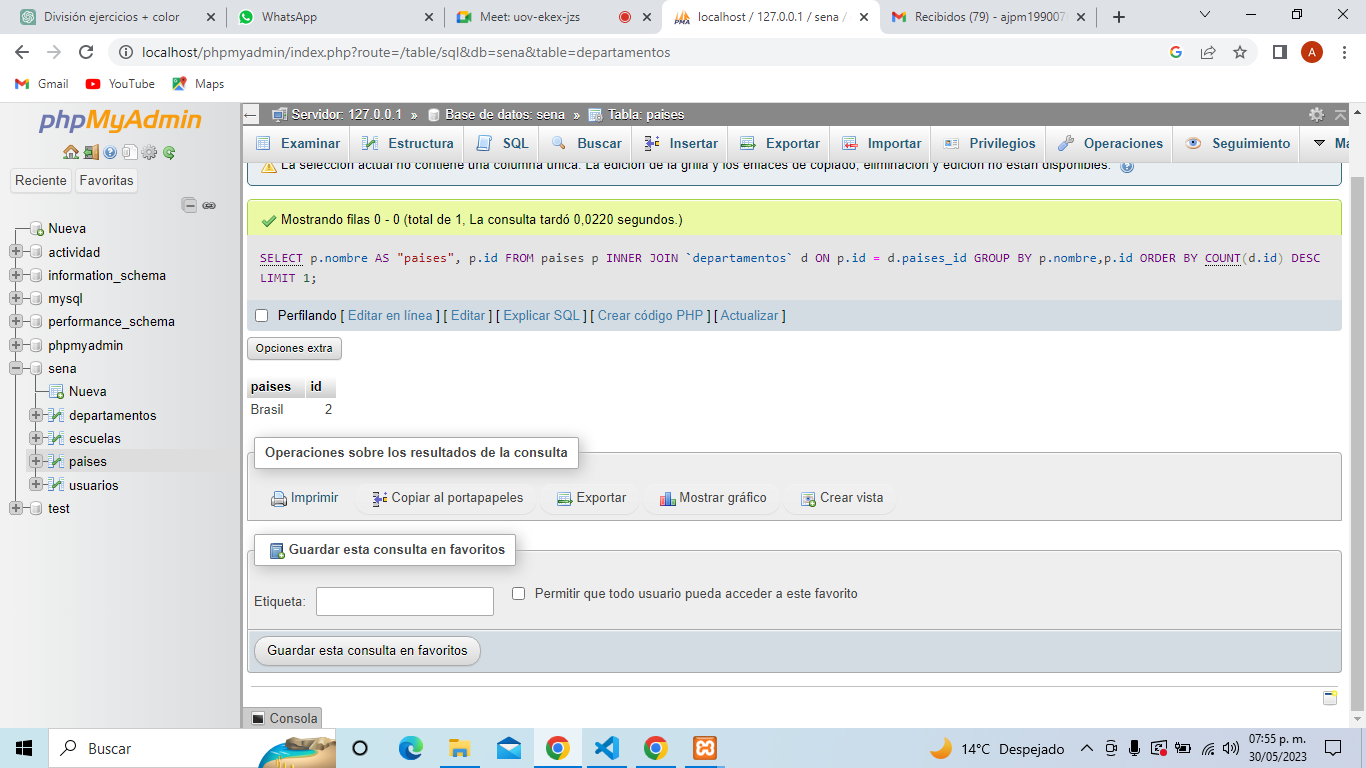 División ejercicios + color
WhatsApp
Meet: uov-ekex-jzs
localhost / 127.0.0.1 / sena /
Recibidos (79) - ajpm199007
localhost/phpmyadmin/index.php?route=/table/sql&db=sena&table=departamentos
A
Gmail
YouTube
Maps
phpMyAdmin
Reciente
Favoritas
Nueva
actividad
information_schema
mysql
performance_schema
phpmyadmin
sena
Nueva
departamentos
escuelas
paises
usuarios
test
Servidor: 127.0.0.1 » Base de datos: sena » Tabla: paises
Examinar
Estructura
SQL
Buscar
Insertar
Exportar
Importar
Privilegios
Operaciones
Seguimiento
Má
La selección actual no contiene una columna única. La edición de la grilla y los enlaces de copiado, eliminación y edición no están disponibles.
Mostrando filas 0 - 0 (total de 1, La consulta tardó 0,0220 segundos.)
SELECT p.nombre AS "paises", p.id FROM paises p INNER JOIN `departamentos` d ON p.id = d.paises_id GROUP BY p.nombre,p.id ORDER BY COUNT(d.id) DESC
LIMIT 1;
Perfilando [ Editar en línea ] [ Editar ] [ Explicar SQL ] [ Crear código PHP ] [ Actualizar ]
Opciones extra
paises id
Brasil 2
Operaciones sobre los resultados de la consulta
Imprimir
Copiar al portapapeles
Exportar
Mostrar gráfico
Crear vista
Guardar esta consulta en favoritos
Etiqueta:
Permitir que todo usuario pueda acceder a este favorito
Guardar esta consulta en favoritos
Consola
Buscar
14°C Despejado
07:55 p. m.
30/05/2023